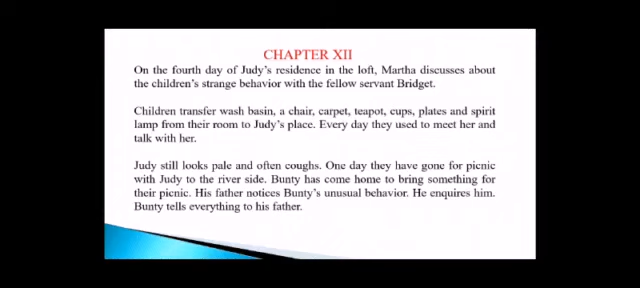 CHAPTER XII
On the fourth day of Judy's residence in the loft, Martha discusses about
the children's strange behavior with the fellow servant Bridget.
Children transfer wash basin, a chair, carpet, teapot, cups, plates and spirit
lamp from their room to Judy's place. Every day they used to meet her and
talk with her.
Judy still looks pale and often coughs. One day they have gone for picnic
with Judy to the river side. Bunty has come home to bring something for
their picnic. His father notices Bunty's unusual behavior. He enquires him.
Bunty tells everything to his father.